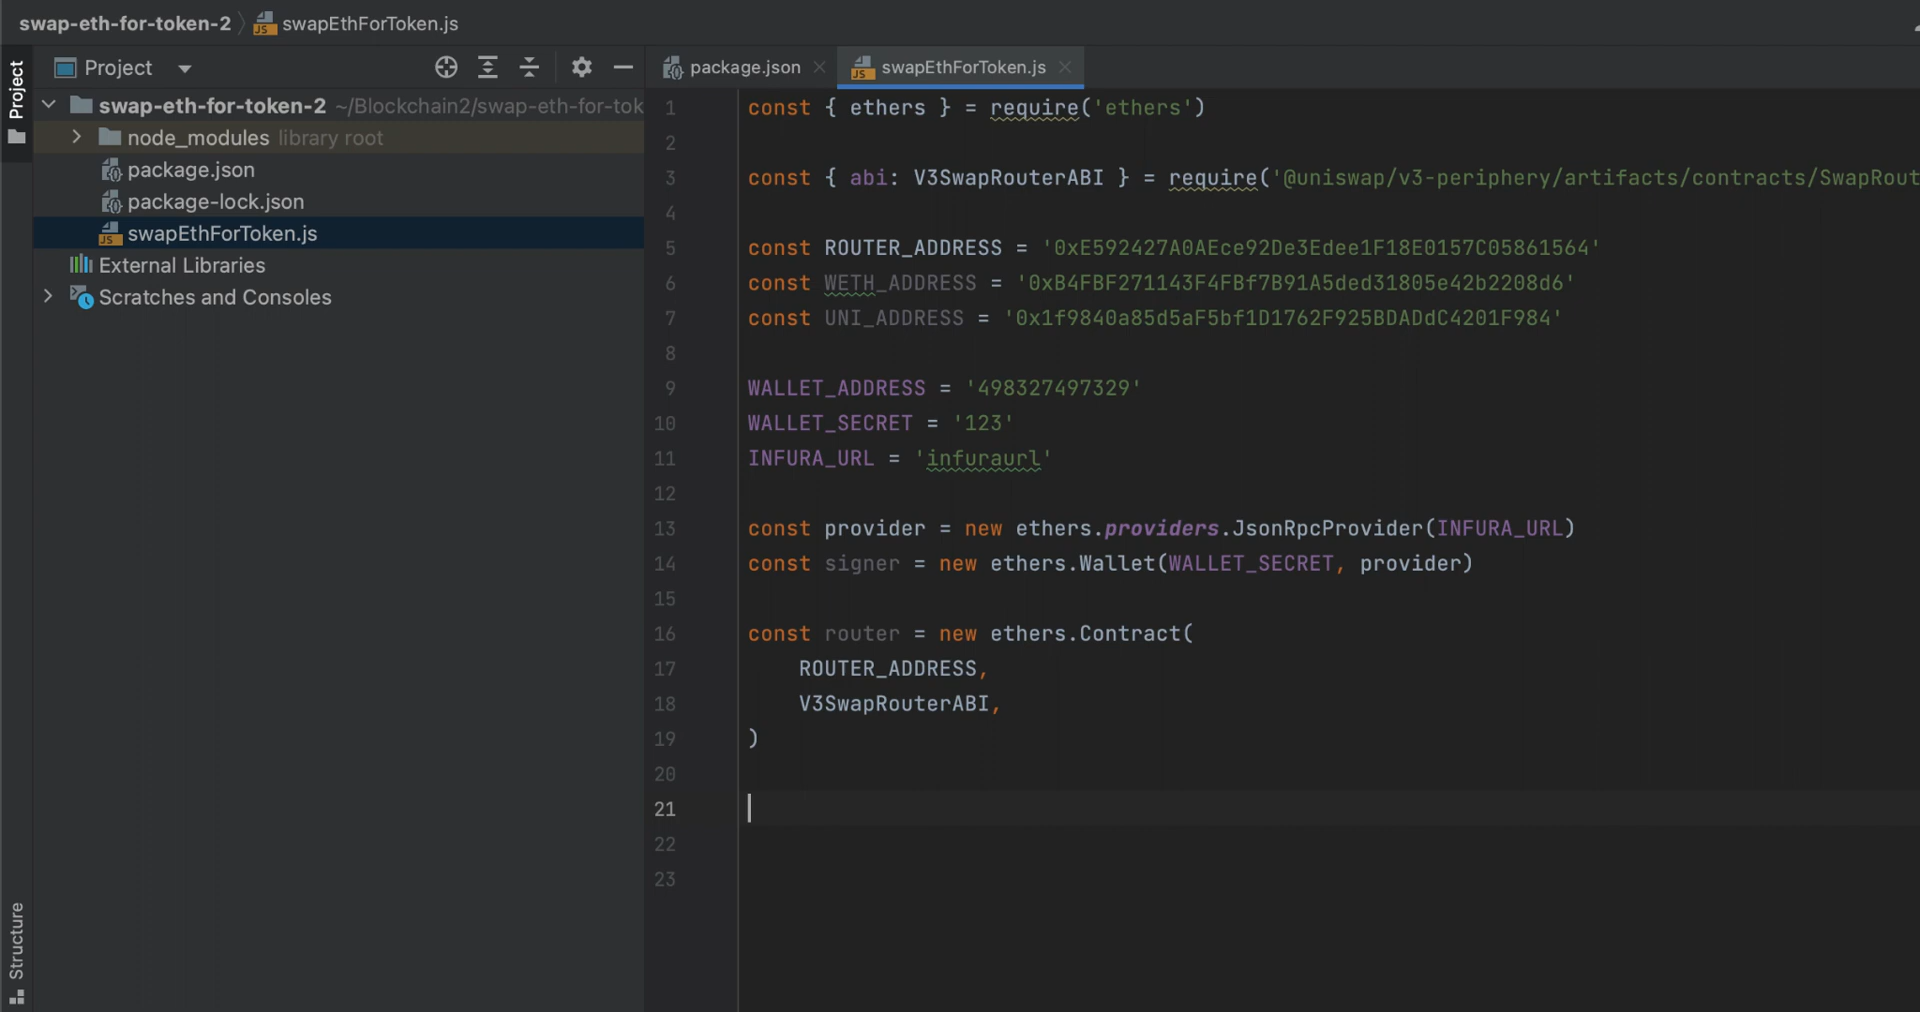 swap-eth-for-token-2 swapEthForToken.js
Project
Project
package.json
swapEthForToken.js
swap-eth-for-token-2 ~/Blockchain2/swap-eth-for-tok
node_modules library root
package.json
package-lock.json
swapEthForToken.js
External Libraries
Scratches and Consoles
Structure
1 const { ethers } = require('ethers')
2
3 const { abi: V3SwapRouterABI } = require('@uniswap/v3-periphery/artifacts/contracts/SwapRout
4
5 const ROUTER_ADDRESS = '0xE592427A0AEce92De3Edee1F18E0157C05861564'
6 const WETH_ADDRESS = '0xB4FBF271143F4FBf7B91A5ded31805e42b2208d6'
7 const UNI_ADDRESS = '0x1f9840a85d5aF5bf1D1762F925BDADdC4201F984'
8
9 WALLET_ADDRESS = '498327497329'
10 WALLET_SECRET = '123'
11 INFURA_URL = 'infuraurl'
12
13 const provider = new ethers.providers.JsonRpcProvider(INFURA_URL)
14 const signer = new ethers.Wallet(WALLET_SECRET, provider)
15
16 const router = new ethers.Contract(
17 ROUTER_ADDRESS,
18 V3SwapRouterABI,
19 )
20
21
22
23